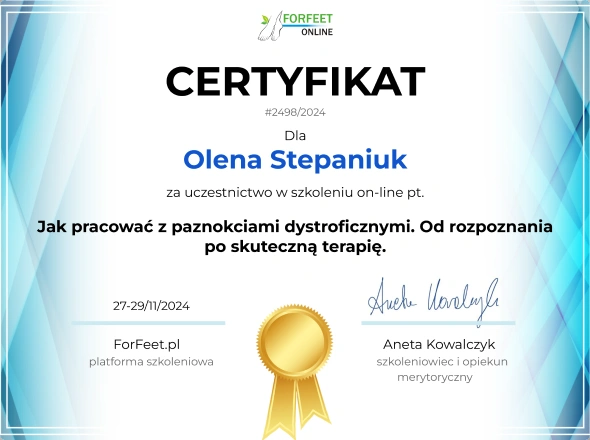 FORFEET
ONLINE
CERTYFIKAT
#2498/2024
Dla
Olena Stepaniuk
za uczestnictwo w szkoleniu on-line pt.
Jak pracować z paznokciami dystroficznymi. Od rozpoznania
po skuteczną terapię.
27-29/11/2024
Aneta Kowalczyk
ForFeet.pl
platforma szkoleniowa
Aneta Kowalczyk
szkoleniowiec i opiekun
merytoryczny